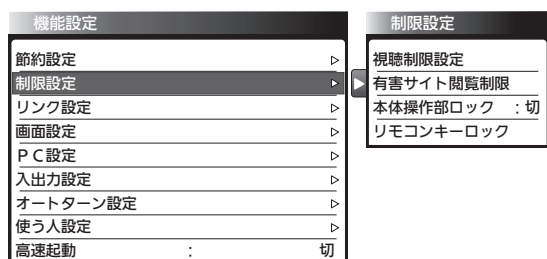 機能設定
節約設定
制限設定
リンク設定
画面設定
ＰＣ設定
入出力設定
オートターン設定
使う人設定
高速起動 : 切
制限設定
視聴制限設定
有害サイト閲覧制限
本体操作部ロック :切
リモコンキーロック